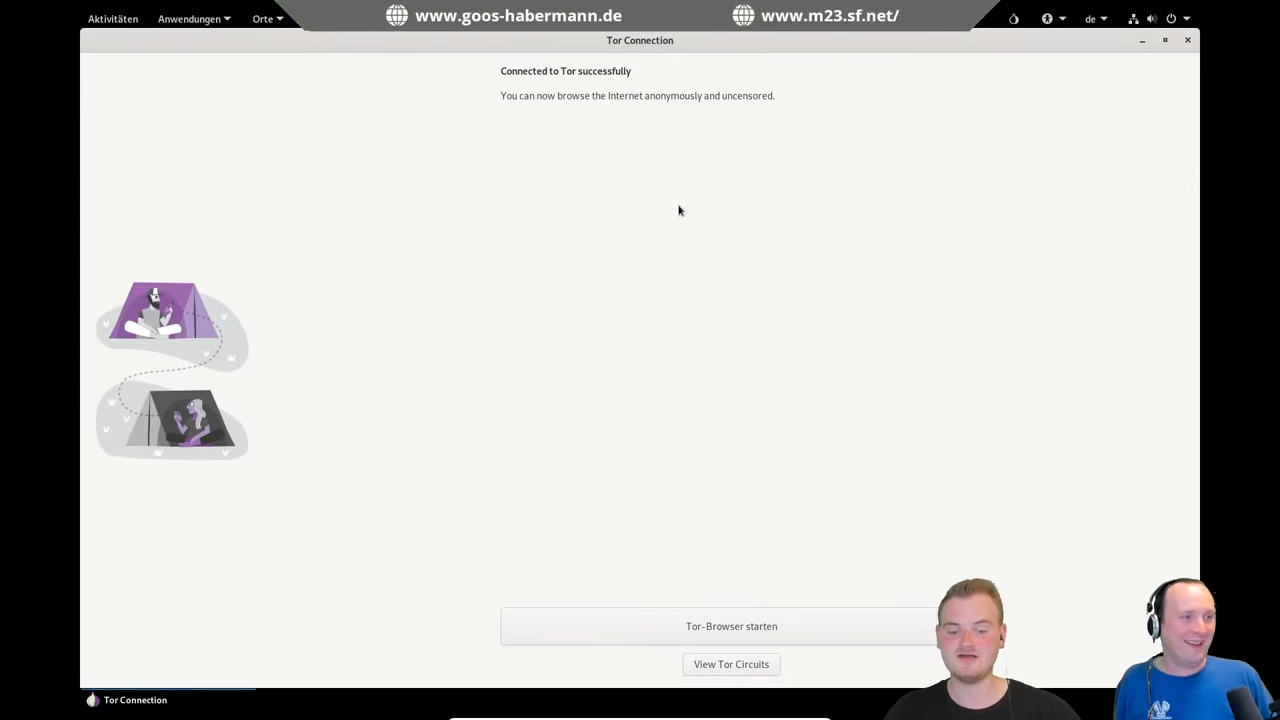 www.goos-habermann.de www.m23.sf.net/
Aktivitäten Anwendungen Orte de
Tor Connection
Connected to Tor successfully
You can now browse the Internet anonymously and uncensored.
Tor-Browser starten
View Tor Circuits
Tor Connection